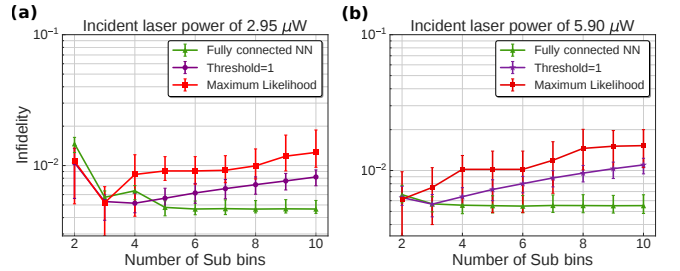 (a)
Incident laser power of 2.95 μW
10⁻¹
Fully connected NN
Threshold=1
Maximum Likelihood
Infidelity
10⁻²
2 4 6 8 10
Number of Sub bins
(b)
Incident laser power of 5.90 μW
10⁻¹
Fully connected NN
Threshold=1
Maximum Likelihood
10⁻²
2 4 6 8 10
Number of Sub bins